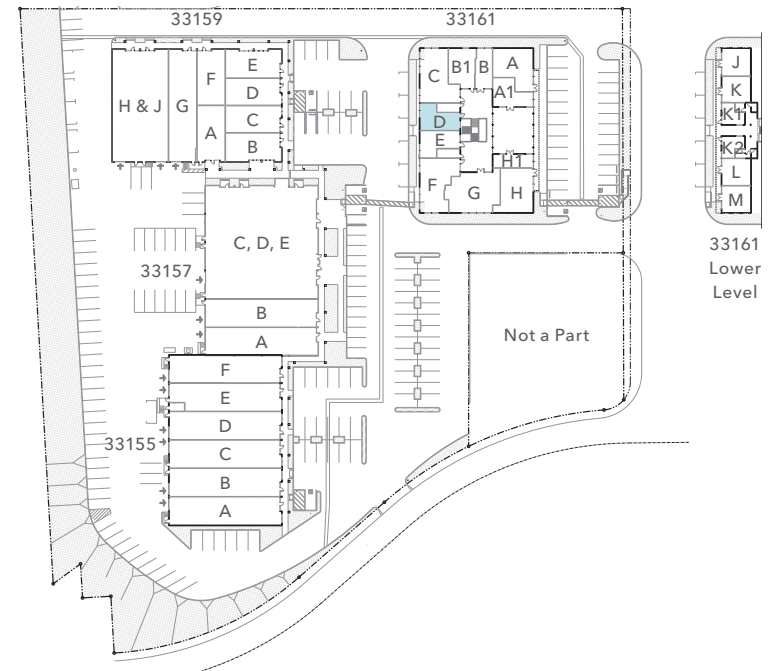 33159
33161
H & J
G
F
A
E
D
C
B
C
B1
B
A
A1
D
E
F
G
H1
H
J
K
K1
K2
L
M
33161
Lower
Level
33157
C, D, E
B
A
Not a Part
33155
F
E
D
C
B
A